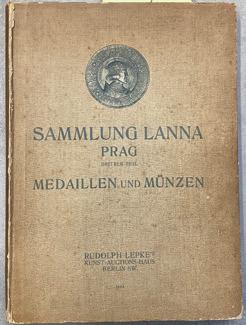 SAMMLUNG LANNA
PRAG
DRITTER TEIL
MEDAILLEN UND MÜNZEN
RUDOLPH LEPKE'S
KUNST-AUCTIONS-HAUS
BERLIN SW.